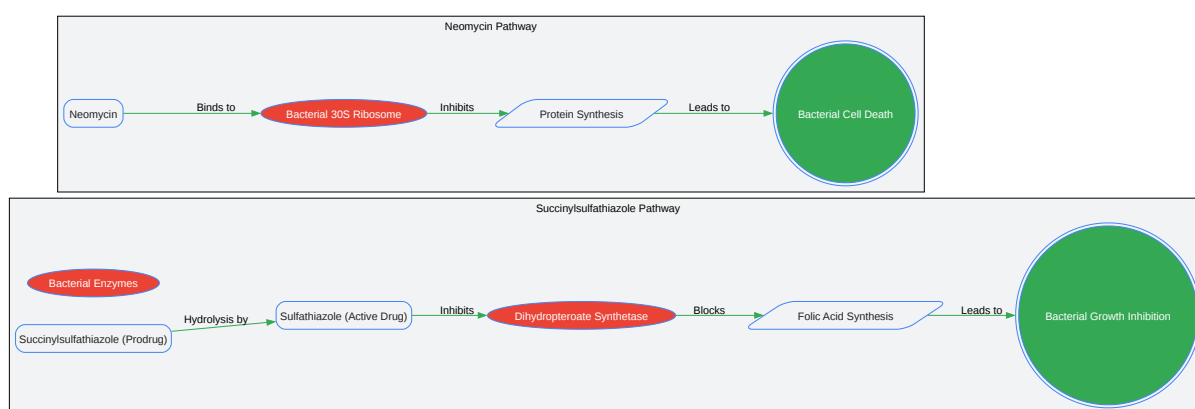 Neomycin Pathway
Neomycin
Binds to
Bacterial 30S Ribosome
Inhibits
Protein Synthesis
Leads to
Bacterial Cell Death
Succinylsulfathiazole Pathway
Bacterial Enzymes
Succinylsulfathiazole (Prodrug)
Hydrolysis by
Sulfathiazole (Active Drug)
Inhibits
Dihydropteroate Synthetase
Blocks
Folic Acid Synthesis
Leads to
Bacterial Growth Inhibition